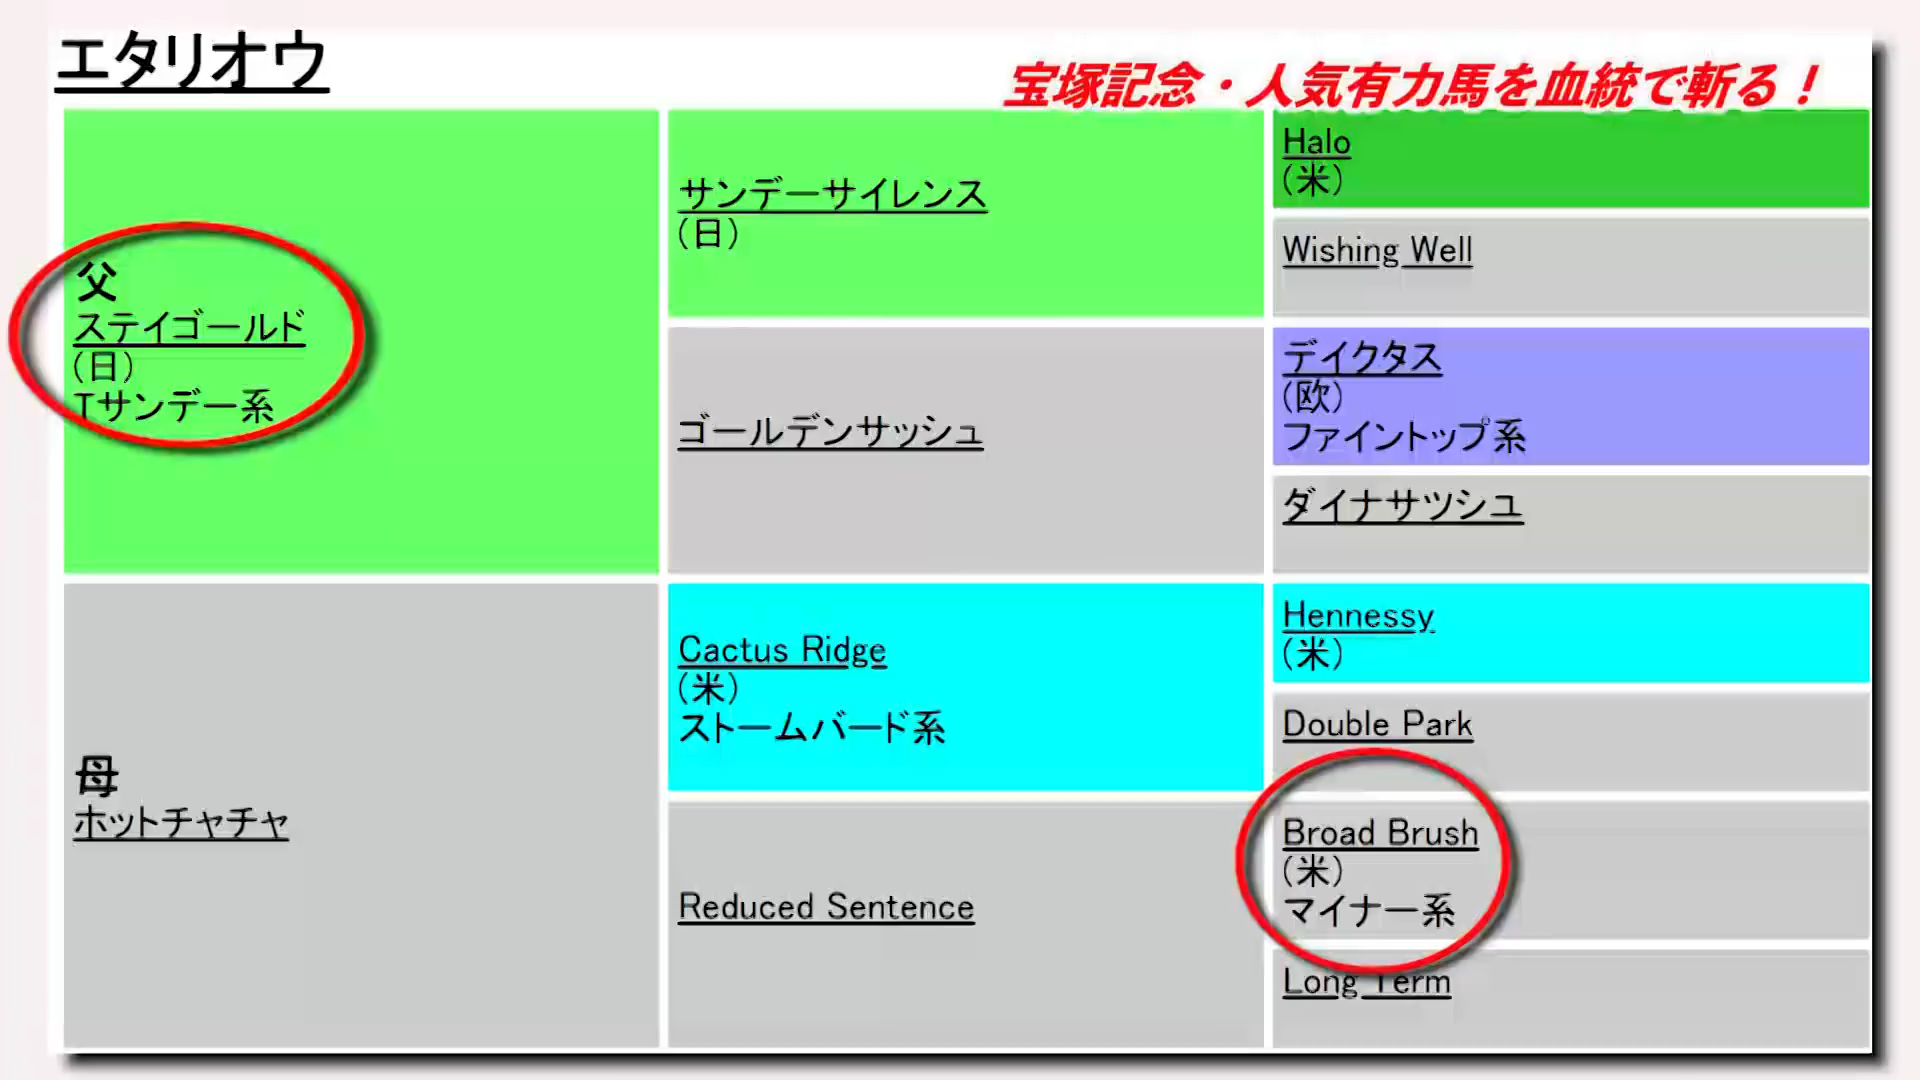 エタリオウ
宝塚記念・人気有力馬を血統で斬る！
父
ステイゴールド
(日)
Tサンデー系
サンデーサイレンス
(日)
Halo
(米)
Wishing Well
ゴールデンサッシュ
デイクタス
(欧)
ファイントップ系
ダイナサツシユ
母
ホットチャチャ
Cactus Ridge
(米)
ストームバード系
Hennessy
(米)
Double Park
Reduced Sentence
Broad Brush
(米)
マイナー系
Long Term